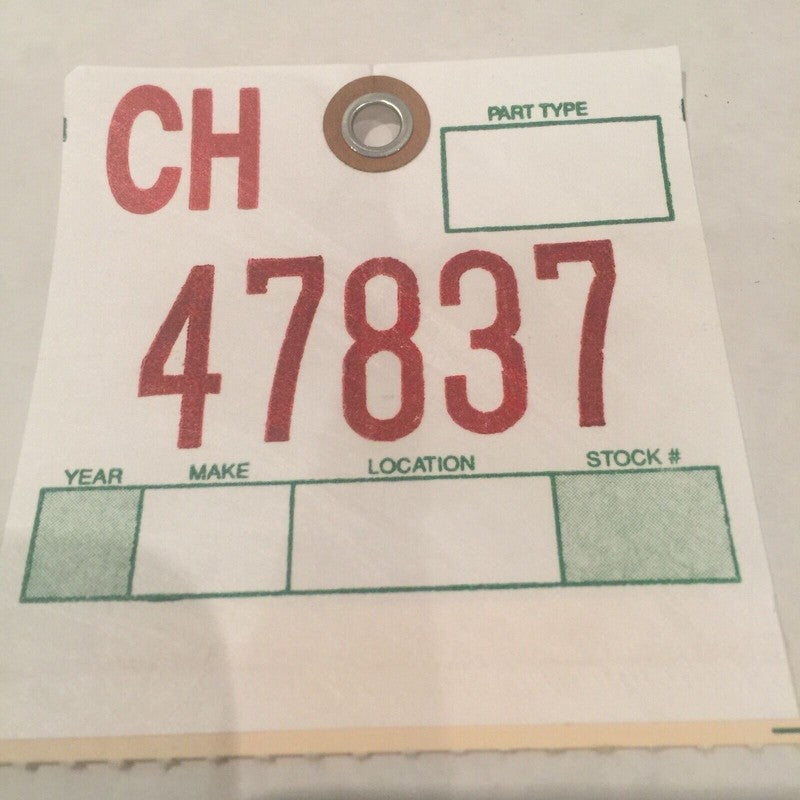 CH
PART TYPE
47837
YEAR MAKE LOCATION STOCK #